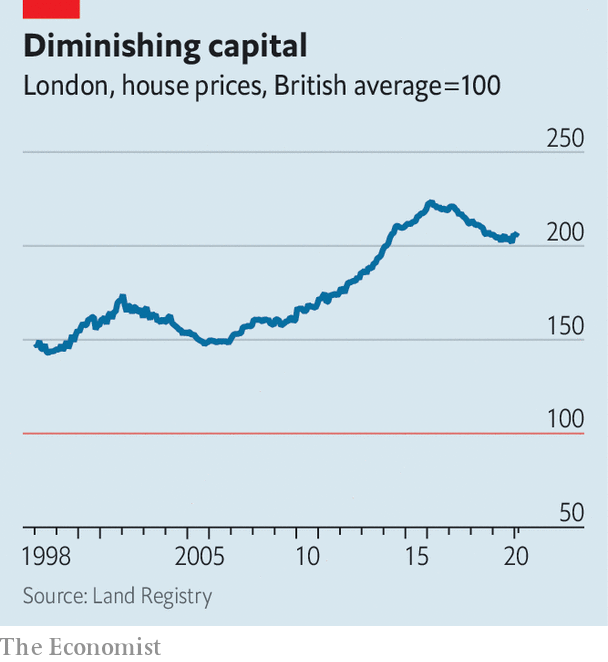 Diminishing capital
London, house prices, British average=100
250
200
150
100
50
1998 2005 10 15 20
Source: Land Registry
The Economist